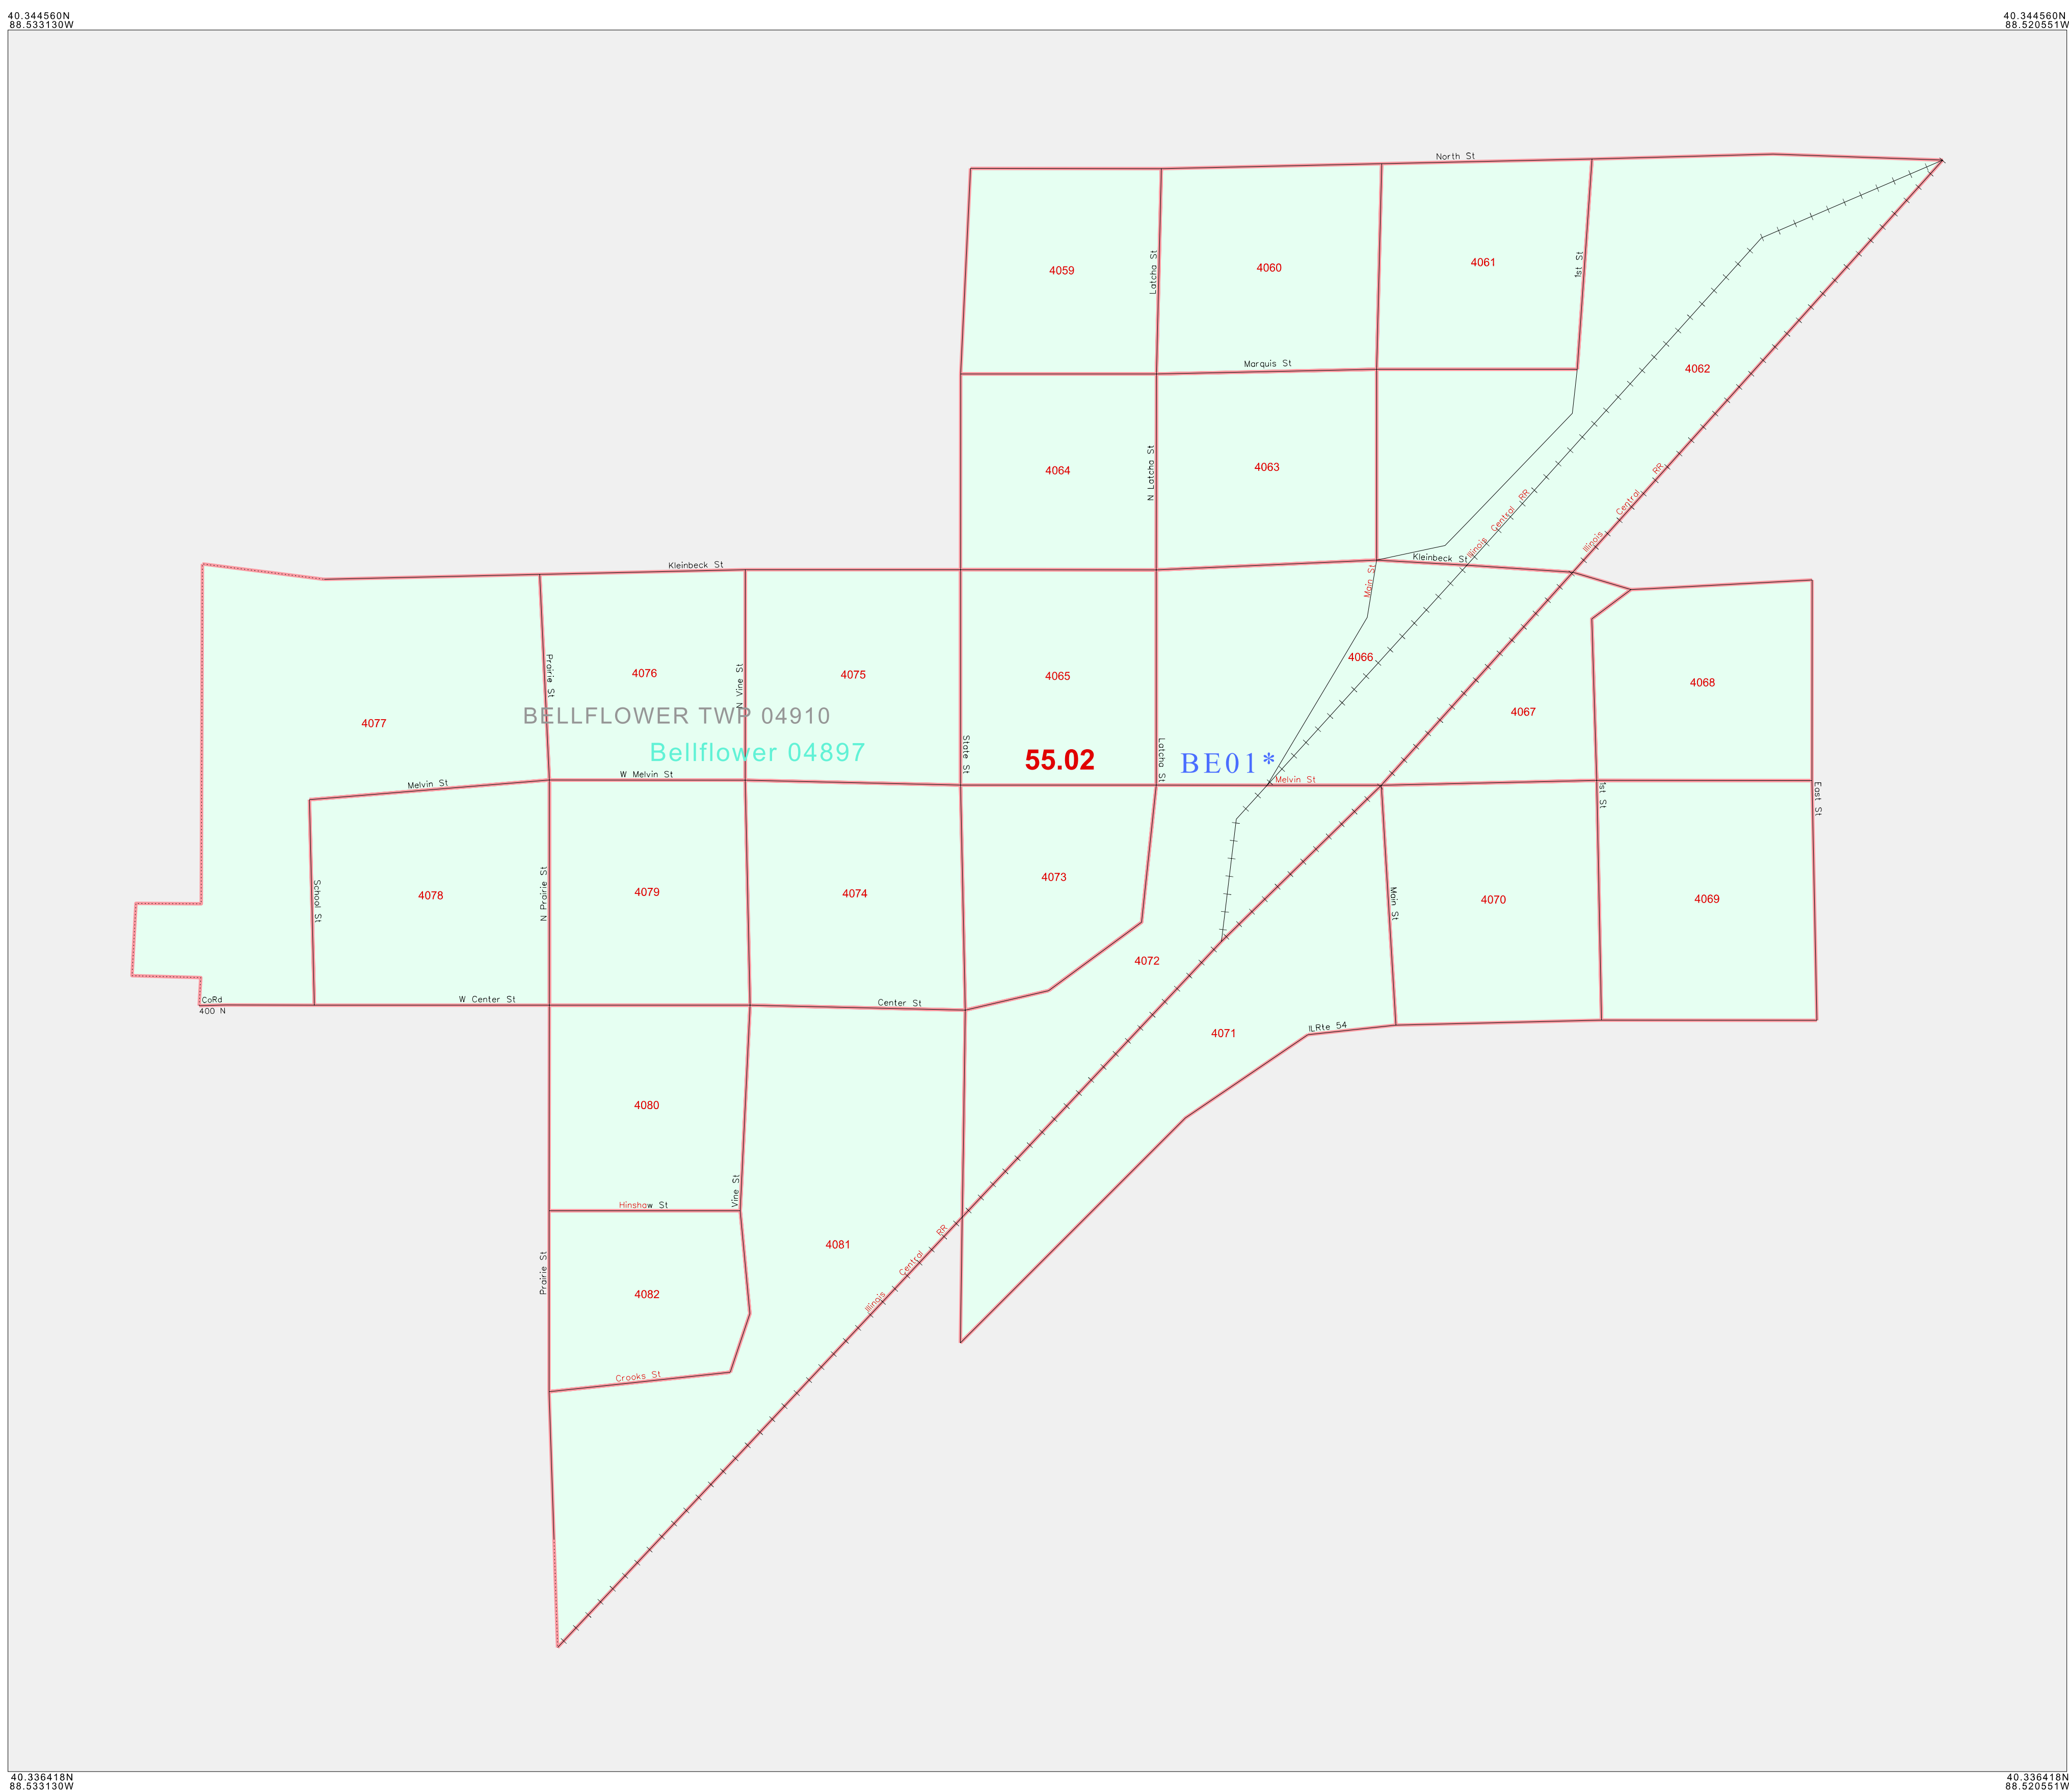 40.344560N
88.533130W
40.344560N
88.520551W
North St
4059
Latcha St
4060
4061
1st St
4062
Marquis St
4064
N Latcha St
4063
Illinois Central RR
Illinois Central RR
Kleinbeck St
Kleinbeck St
Main St
Prairie St
4076
N Vine St
4075
4065
4066
4068
4067
4077
BELLFLOWER TWP 04910
Bellflower 04897
State St
55.02
Latcha St
BE01*
Melvin St
W Melvin St
Melvin St
1st St
East St
School St
4078
N Prairie St
4079
4074
4073
Main St
4070
4069
4072
CoRd
400 N
W Center St
Center St
4071
ILRte 54
4080
Vine St
Hinshaw St
4081
Illinois Central RR
Prairie St
4082
Crooks St
40.336418N
88.533130W
40.336418N
88.520551W